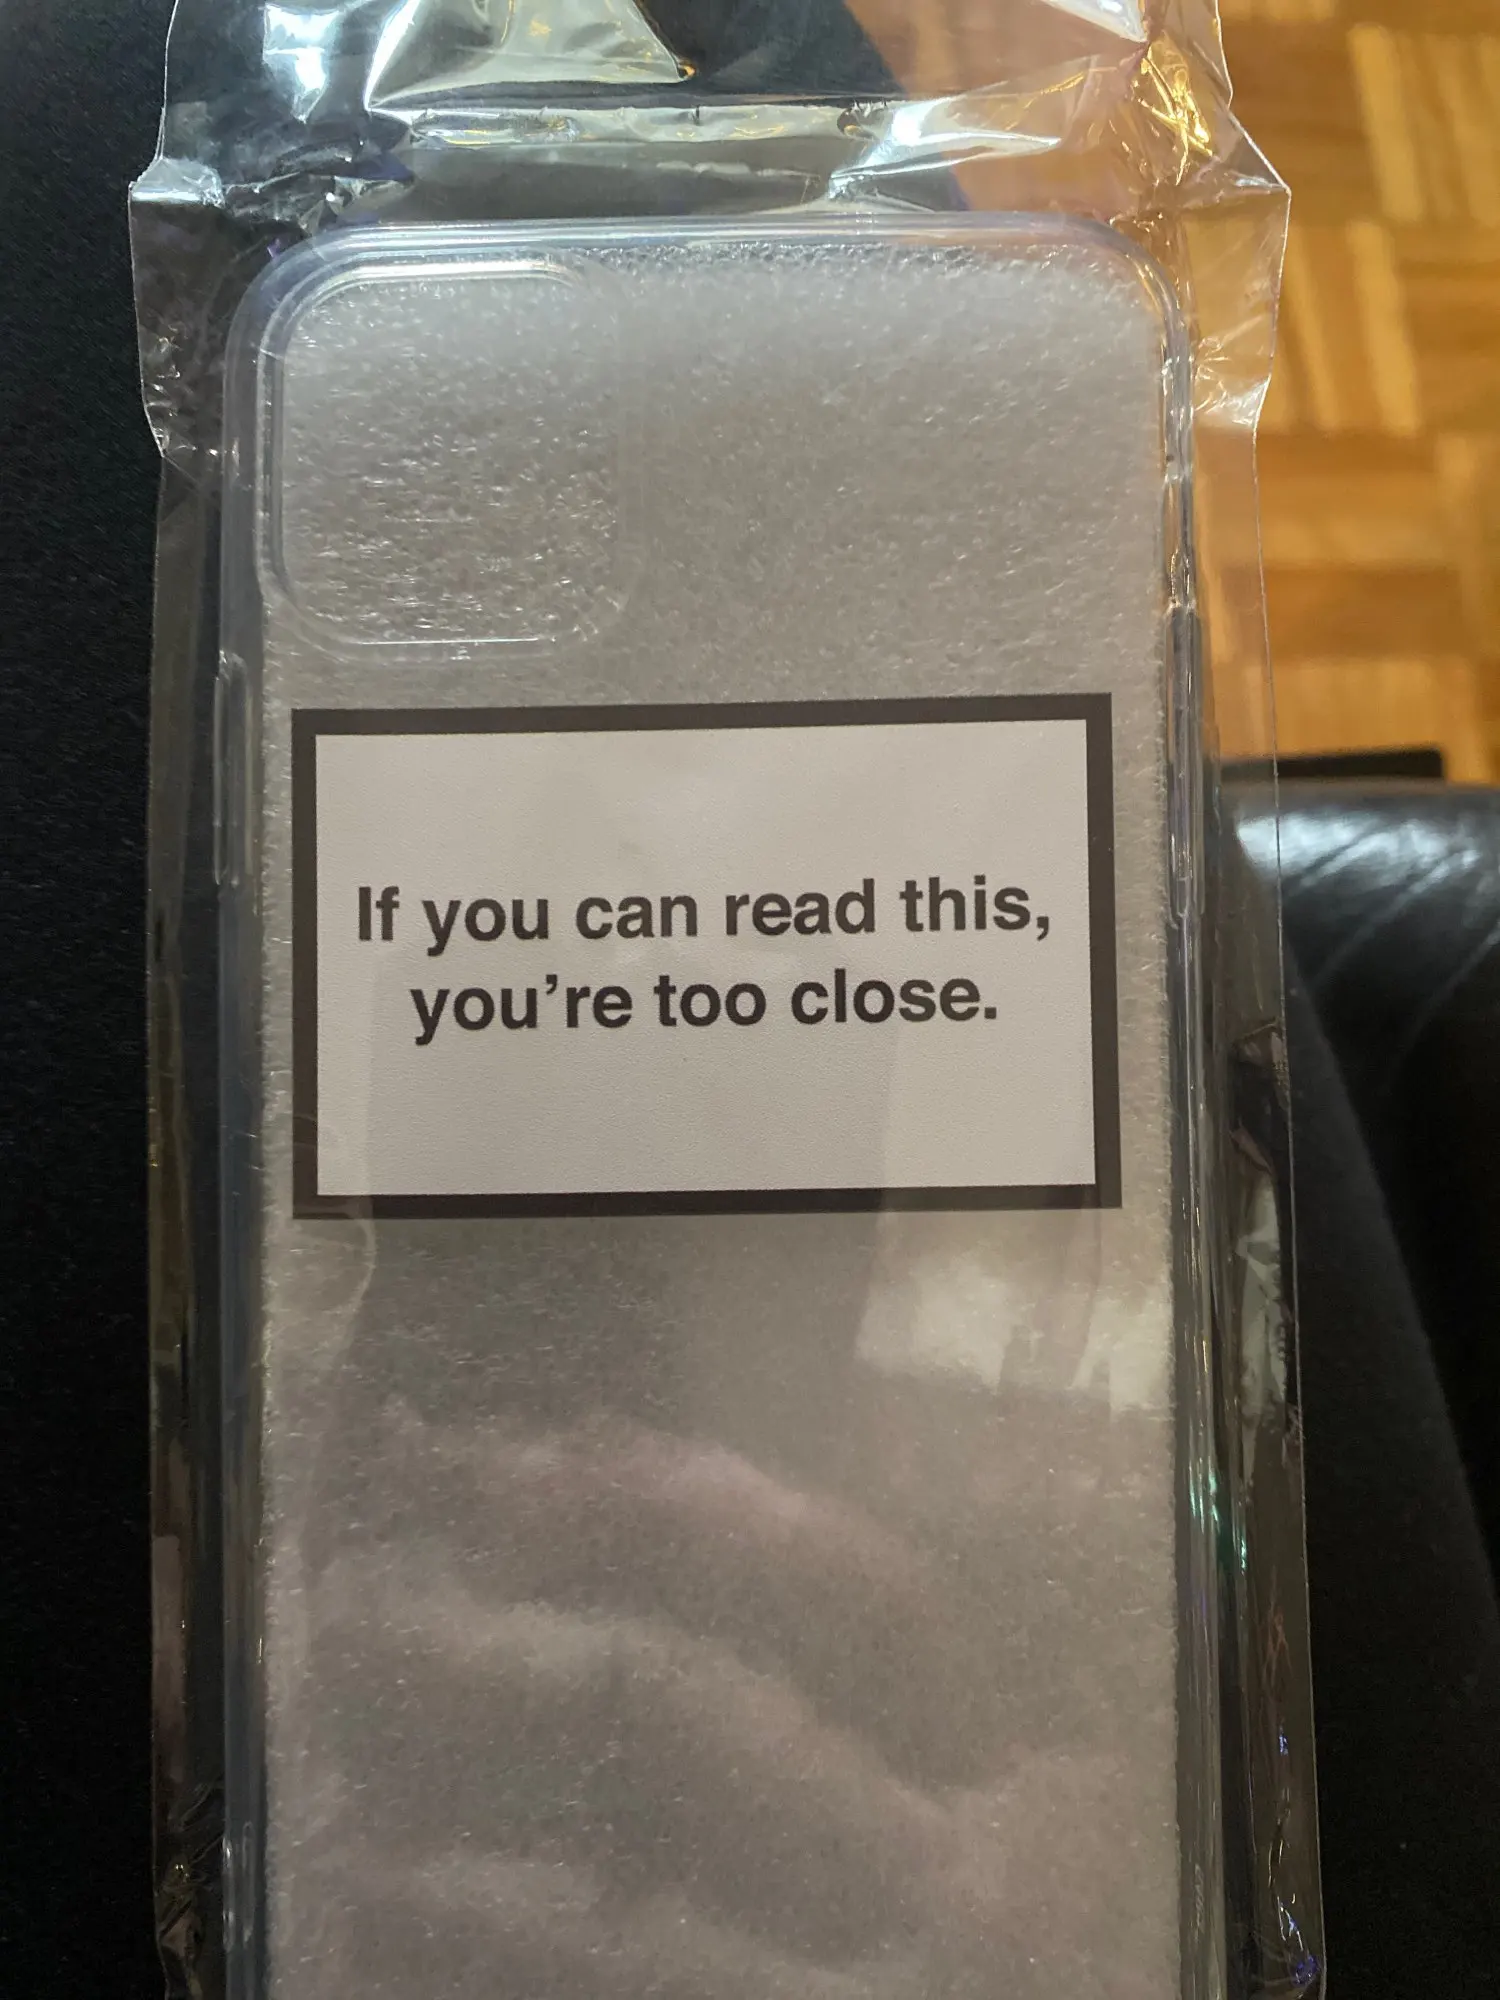 If you can read this,
you’re too close.